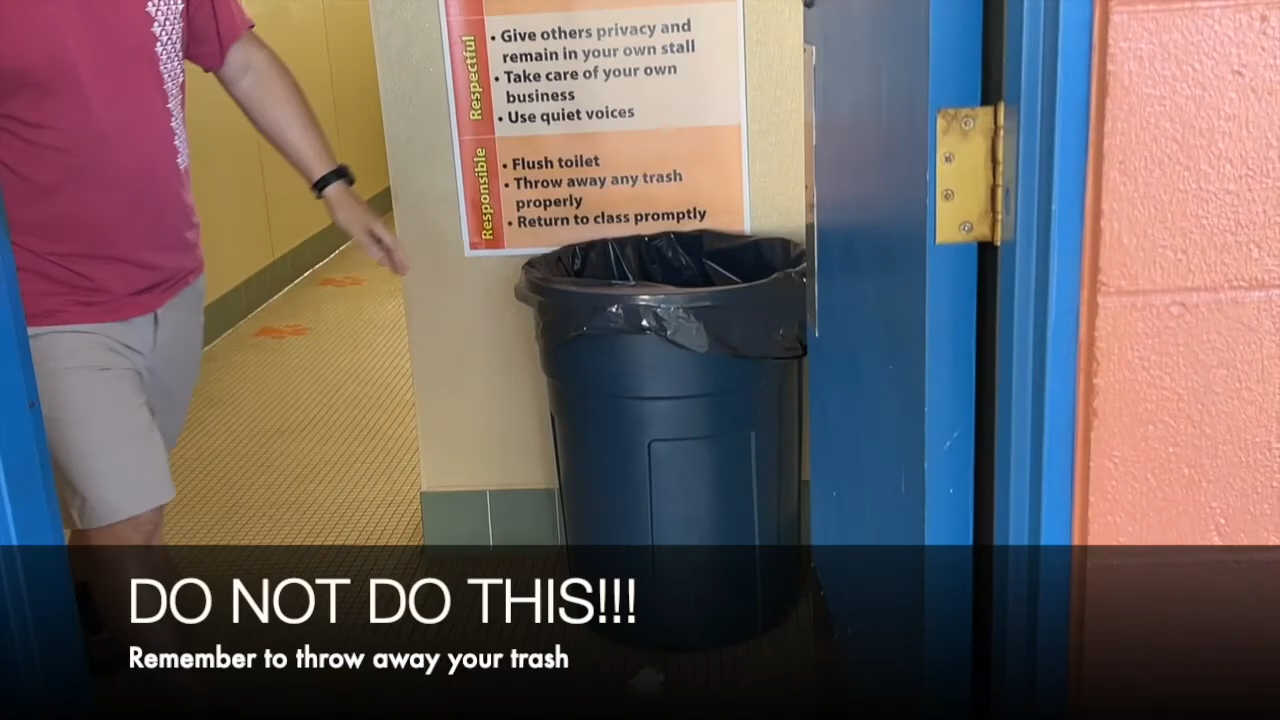 Respectful
• Give others privacy and
remain in your own stall
• Take care of your own
business
• Use quiet voices
Responsible
• Flush toilet
• Throw away any trash
properly
• Return to class promptly
DO NOT DO THIS!!!
Remember to throw away your trash